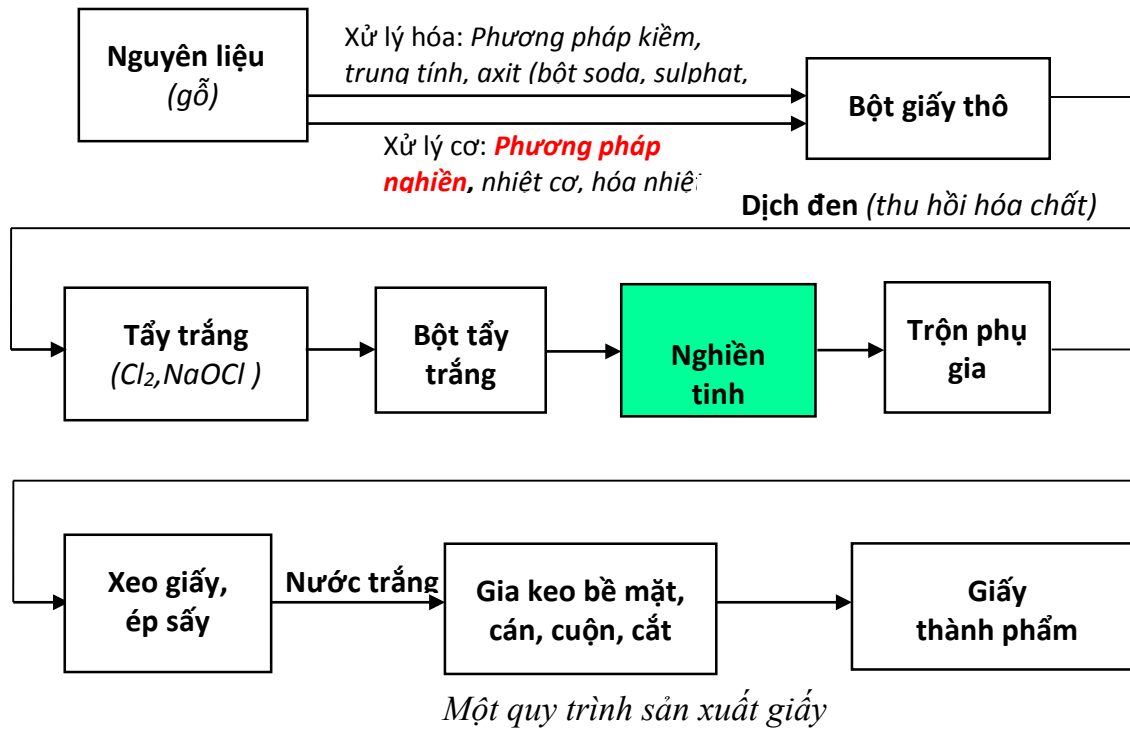 Nguyên liệu
(gỗ)
Xử lý hóa: Phương pháp kiềm,
trung tính, axit (bột soda, sulphat,
Bột giấy thô
Xử lý cơ: Phương pháp
nghiền, nhiệt cơ, hóa nhiệt
Dịch đen (thu hồi hóa chất)
Tẩy trắng
(Cl₂,NaOCl )
Bột tẩy
trắng
Nghiền
tinh
Trộn phụ
gia
Xeo giấy,
ép sấy
Nước trắng
Gia keo bề mặt,
cán, cuộn, cắt
Giấy
thành phẩm
Một quy trình sản xuất giấy